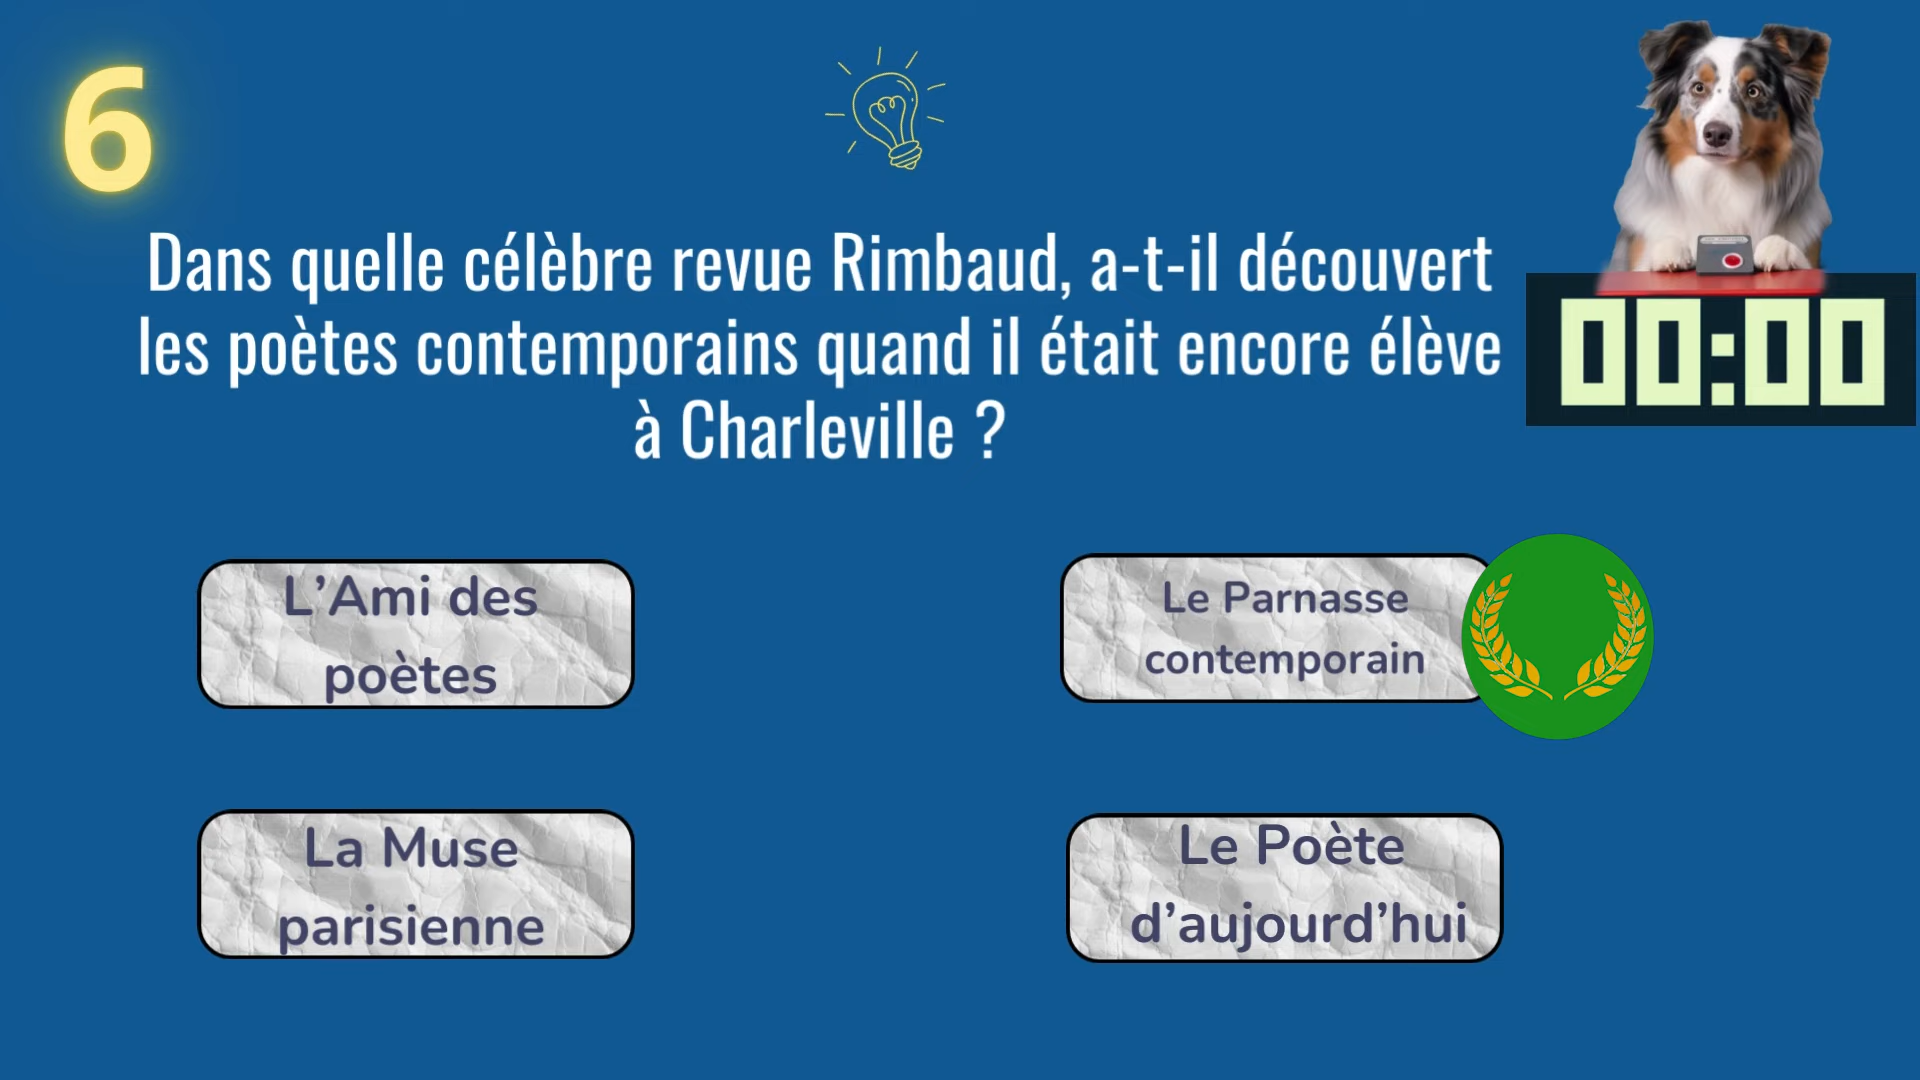 6
Dans quelle célèbre revue Rimbaud, a-t-il découvert
les poètes contemporains quand il était encore élève
à Charleville ?
00:00
L’Ami des
poètes
Le Parnasse
contemporain
La Muse
parisienne
Le Poète
d’aujourd’hui